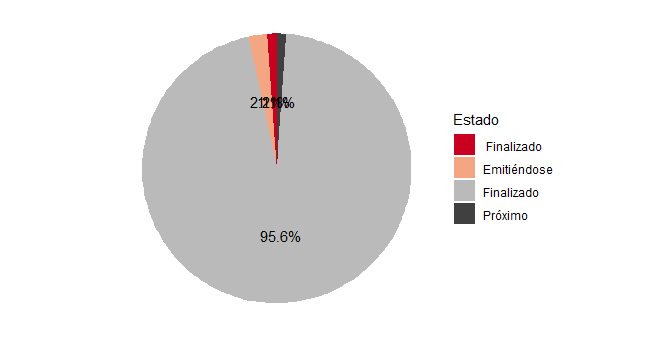 Estado
Finalizado
Emitiéndose
Finalizado
Próximo
95.6%